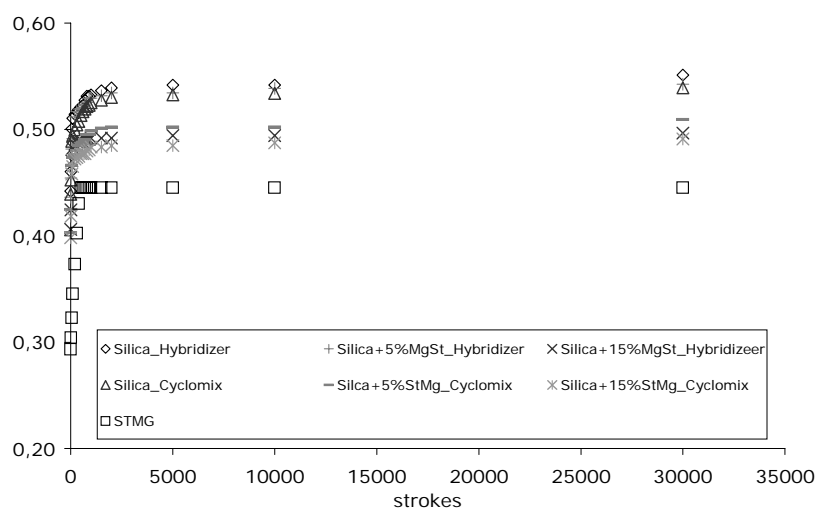 0,60
0,50
0,40
0,30
0,20
Silica_Hybridizer
Silica+5%MgSt_Hybridizer
Silica+15%MgSt_Hybridizeer
Silica_Cyclomix
Silca+5%StMg_Cyclomix
Silica+15%StMg_Cyclomix
STMG
0 5000 10000 15000 20000 25000 30000 35000
strokes